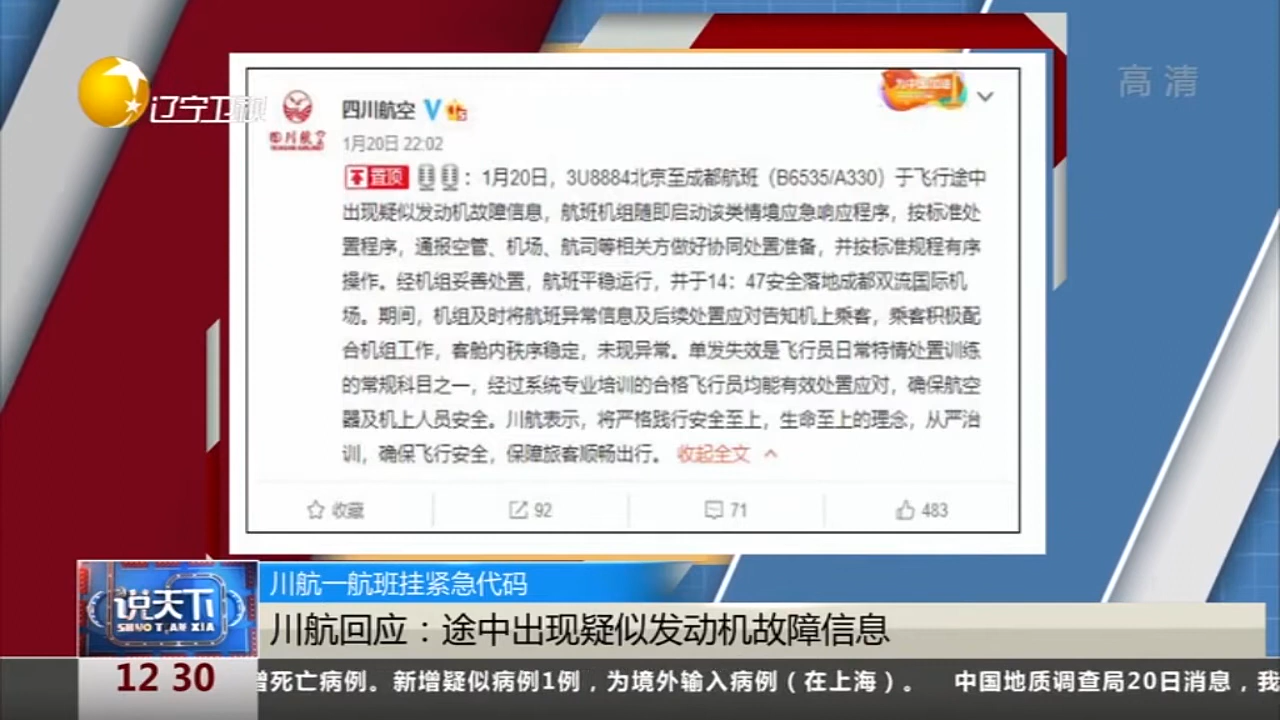 辽宁卫视
高清
为中国加油
四川航空
四川航空
SICHUAN AIRLINES
1月20日 22:02
置顶 ：1月20日，3U8884北京至成都航班（B6535/A330）于飞行途中
出现疑似发动机故障信息，航班机组随即启动该类情境应急响应程序，按标准处
置程序，通报空管、机场、航司等相关方做好协同处置准备，并按标准规程有序
操作。经机组妥善处置，航班平稳运行，并于14：47安全落地成都双流国际机
场。期间，机组及时将航班异常信息及后续处置应对告知机上乘客，乘客积极配
合机组工作，客舱内秩序稳定，未现异常。单发失效是飞行员日常特情处置训练
的常规科目之一，经过系统专业培训的合格飞行员均能有效处置应对，确保航空
器及机上人员安全。川航表示，将严格践行安全至上，生命至上的理念，从严治
训，确保飞行安全，保障旅客顺畅出行。 收起全文
收藏 92 71 483
川航一航班挂紧急代码
说天下
SHUO TIAN XIA
川航回应：途中出现疑似发动机故障信息
12 30
增死亡病例。新增疑似病例1例，为境外输入病例（在上海）。 中国地质调查局20日消息，我